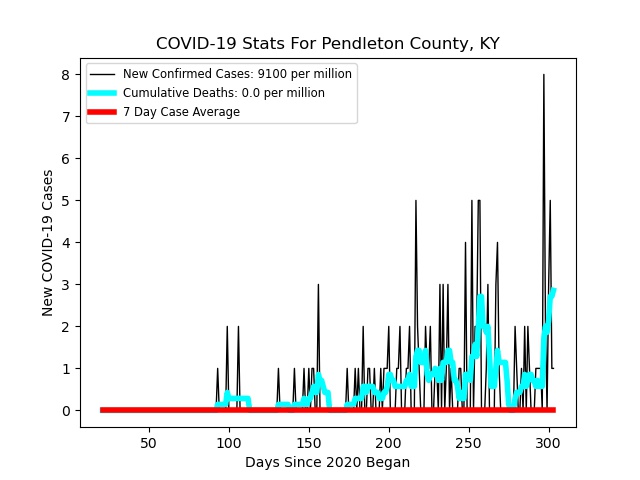 COVID-19 Stats For Pendleton County, KY
New Confirmed Cases: 9100 per million
Cumulative Deaths: 0.0 per million
7 Day Case Average
New COVID-19 Cases
8
7
6
5
4
3
2
1
0
50 100 150 200 250 300
Days Since 2020 Began